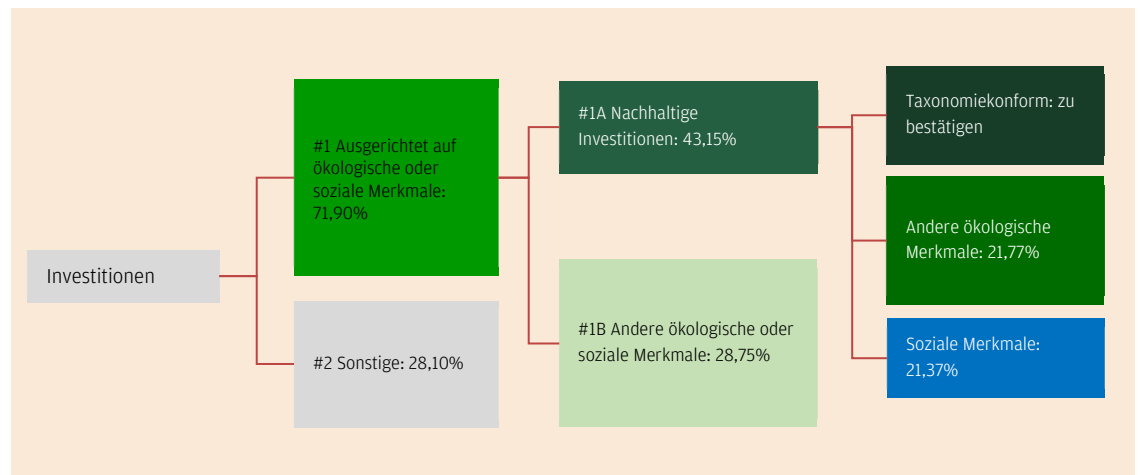 Investitionen
#1 Ausgerichtet auf
ökologische oder
soziale Merkmale:
71,90%
#2 Sonstige: 28,10%
#1A Nachhaltige
Investitionen: 43,15%
#1B Andere ökologische oder
soziale Merkmale: 28,75%
Taxonomiekonform: zu
bestätigen
Andere ökologische
Merkmale: 21,77%
Soziale Merkmale:
21,37%